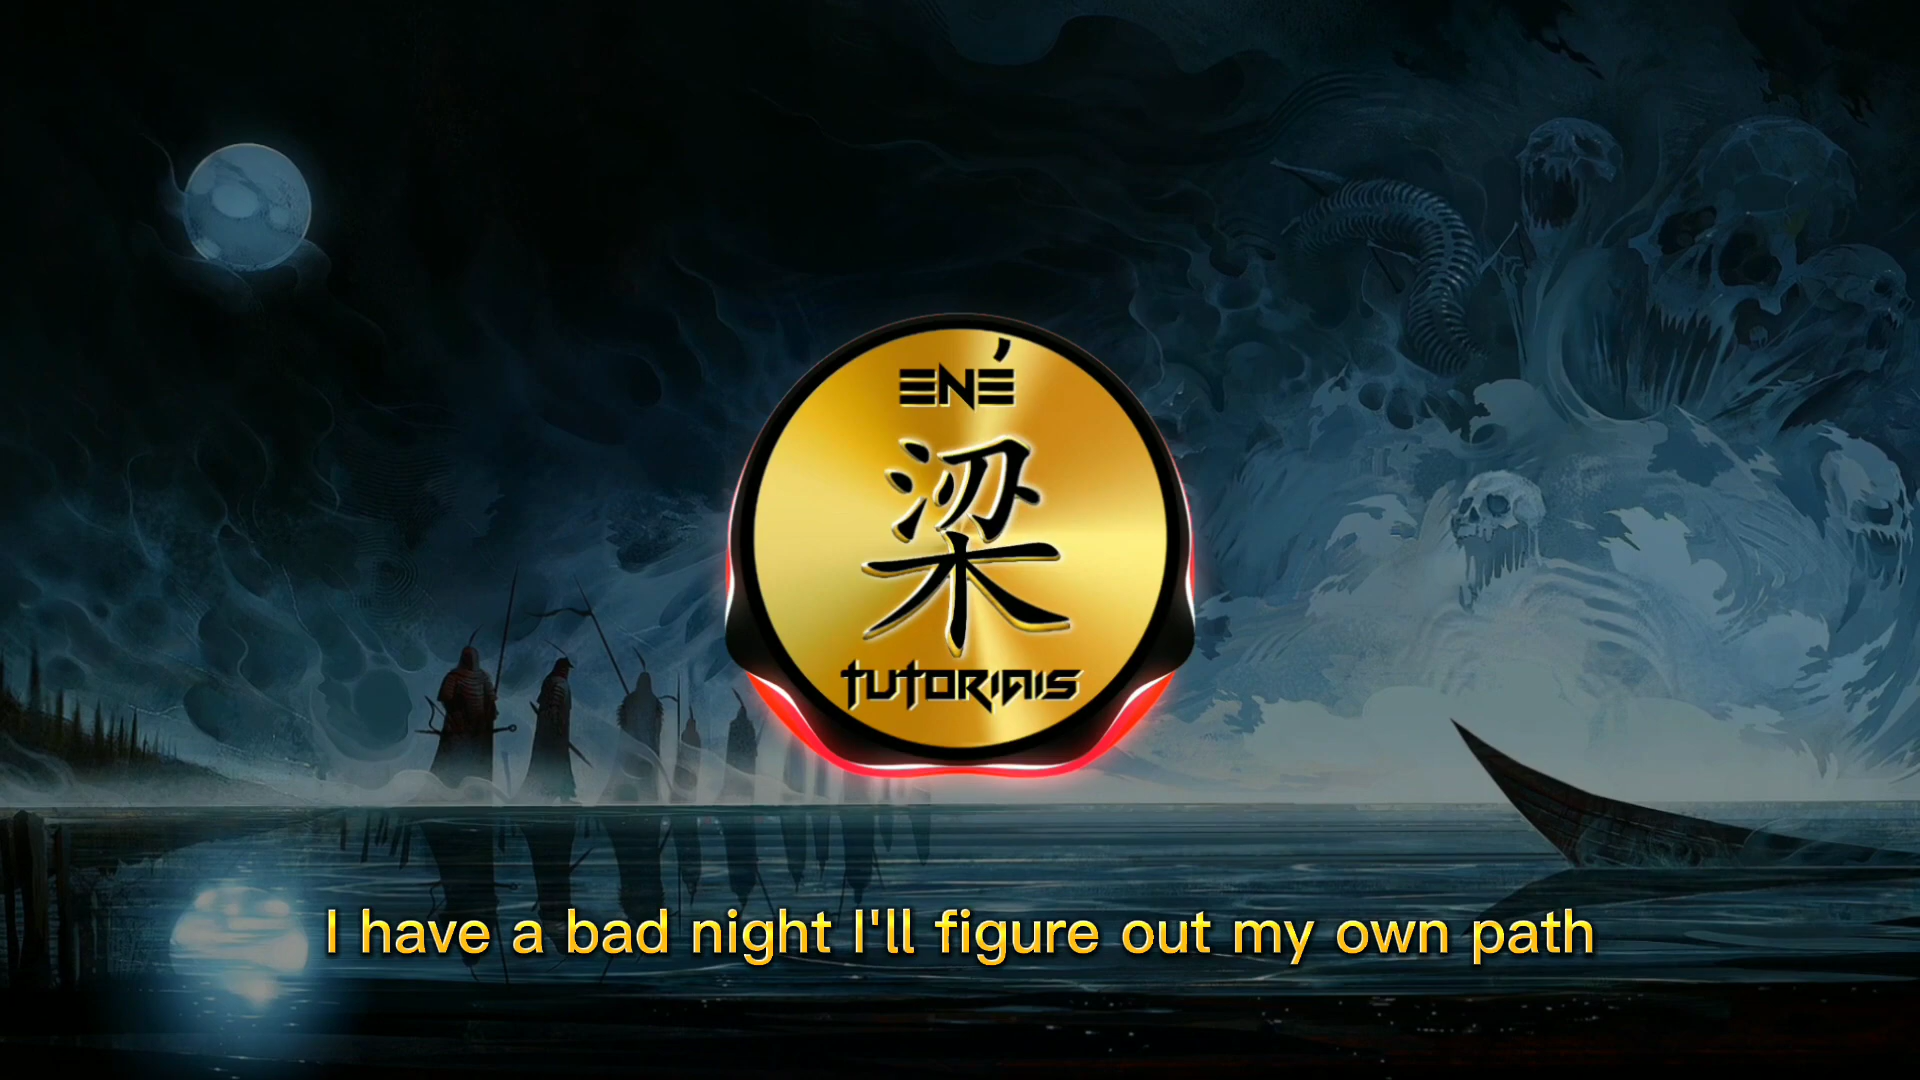 ENÉ
梁
TUTORIAIS
I have a bad night I'll figure out my own path